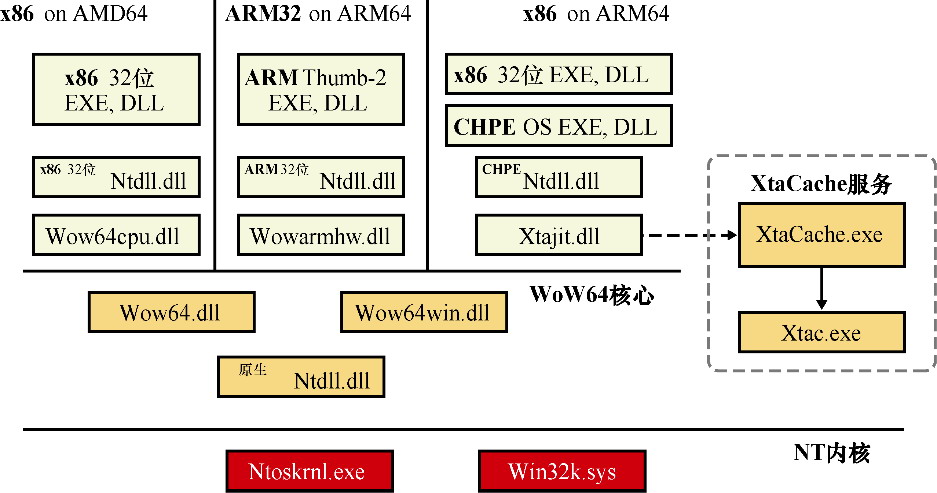 x86 on AMD64
ARM32 on ARM64
x86 on ARM64
x86 32位
EXE, DLL
ARM Thumb-2
EXE, DLL
x86 32位 EXE, DLL
CHPE OS EXE, DLL
x86 32位 Ntdll.dll
ARM 32位 Ntdll.dll
CHPE Ntdll.dll
Wow64cpu.dll
Wowarmhw.dll
Xtajit.dll
XtaCache服务
XtaCache.exe
Xtac.exe
WoW64核心
Wow64.dll
Wow64win.dll
原生 Ntdll.dll
NT内核
Ntoskrnl.exe
Win32k.sys